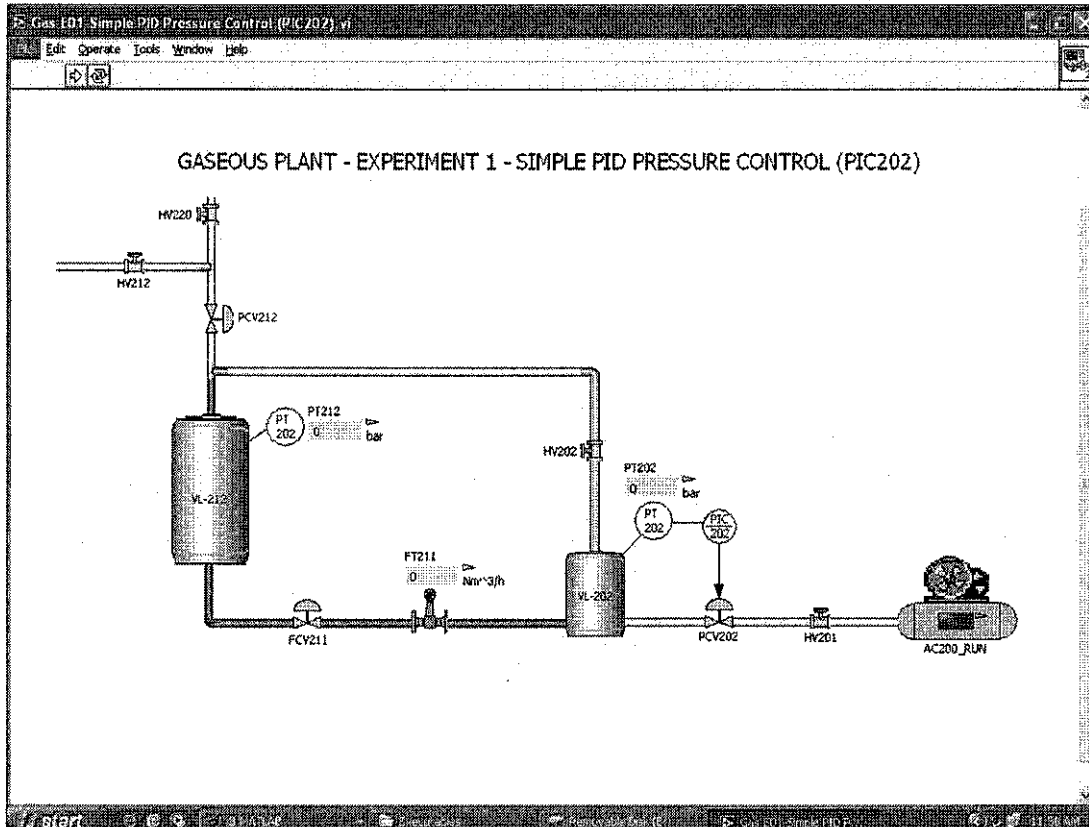 Gas E01 Simple PID Pressure Control (PIC202).vi
Edit Operate Tools Window Help
GASEOUS PLANT - EXPERIMENT 1 - SIMPLE PID PRESSURE CONTROL (PIC202)
HV220
HV212
PCV212
PT212
PT
202
0
bar
HV202
PT202
0
bar
VL-212
PT
202
PIC
202
FT211
0
Nm^3/h
VL-202
FCV211
PCV202
HV201
AC200_RUN
start